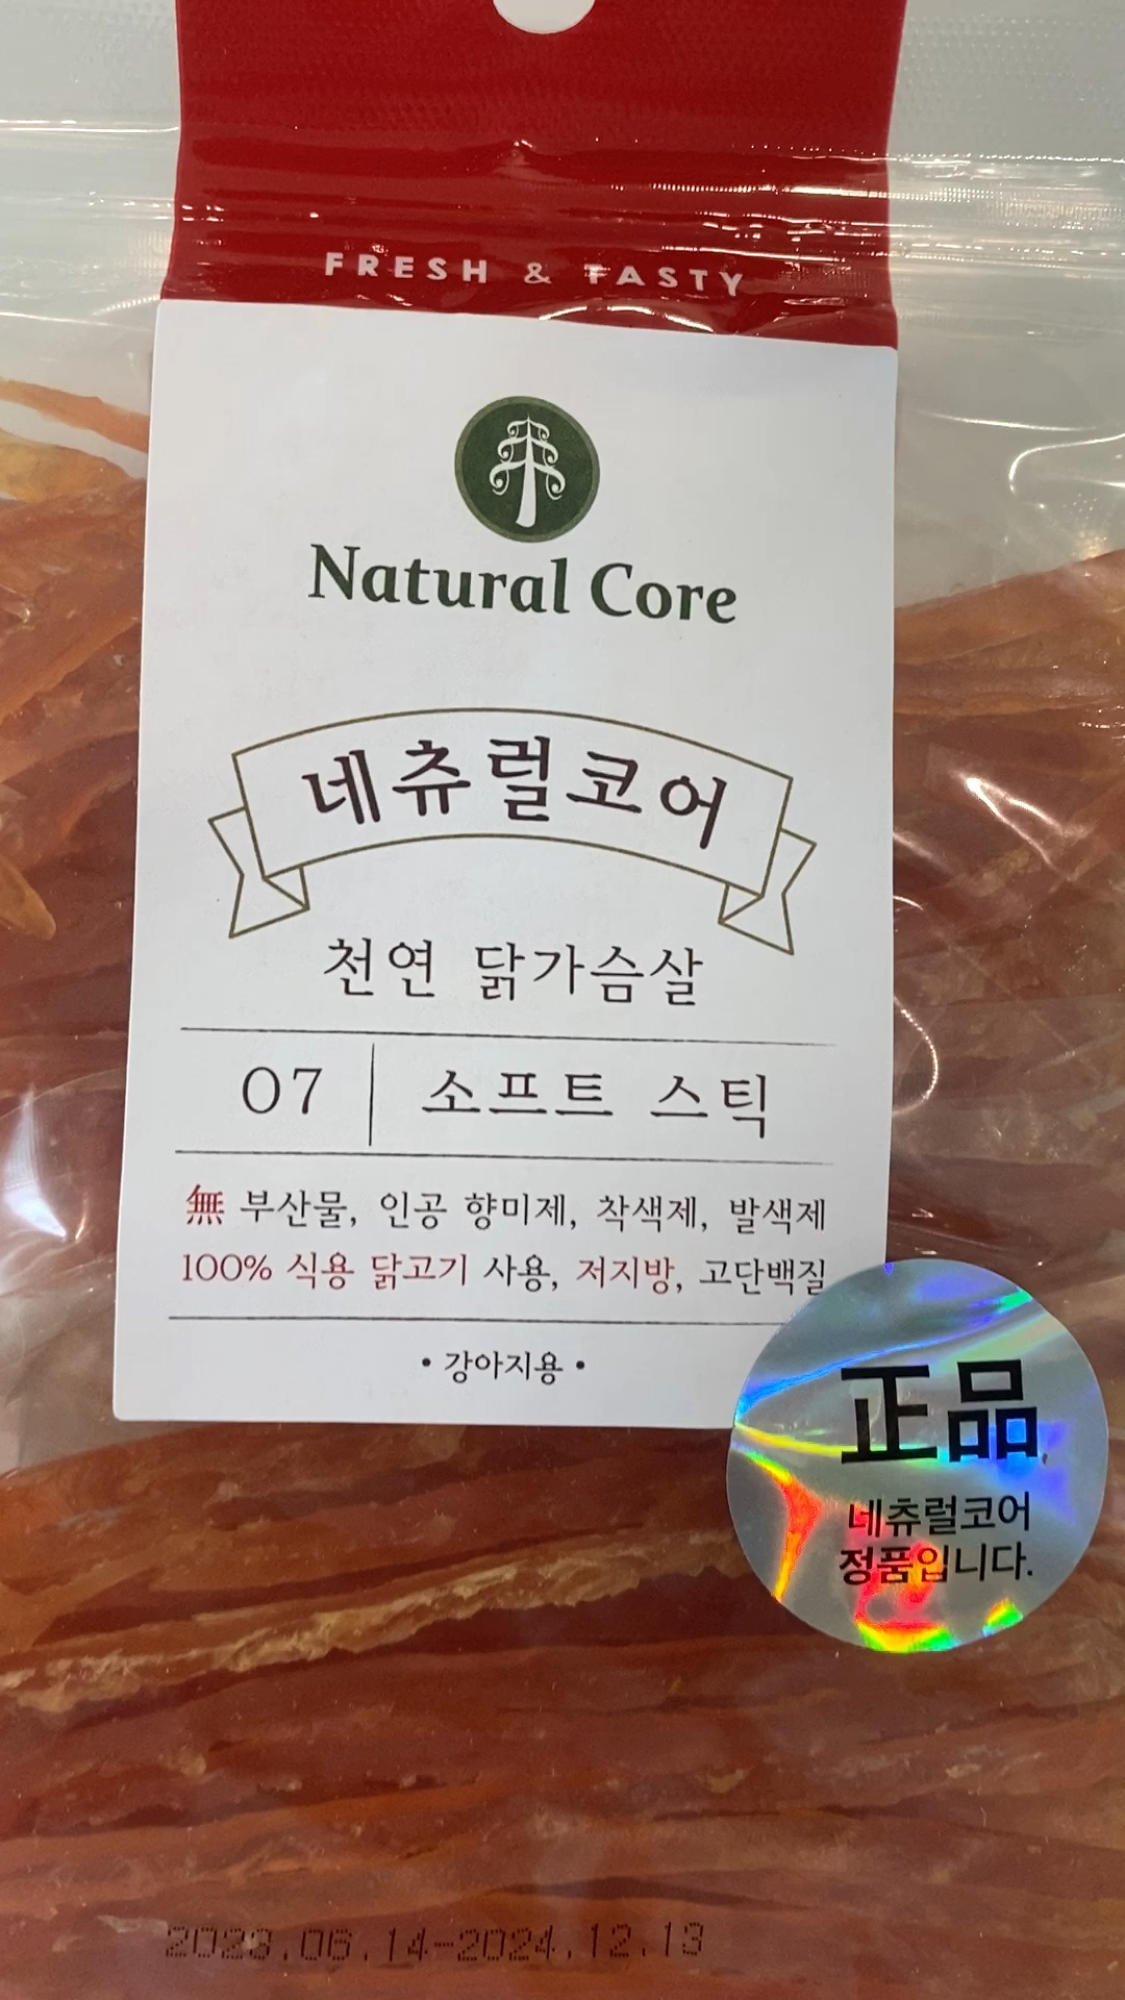 FRESH & TASTY
Natural Core
네츄럴코어
천연 닭가슴살
07 소프트 스틱
無 부산물, 인공 향미제, 착색제, 발색제
100% 식용 닭고기 사용, 저지방, 고단백질
• 강아지용 •
正品
네츄럴코어
정품입니다.
2023.06.14-2024.12.13